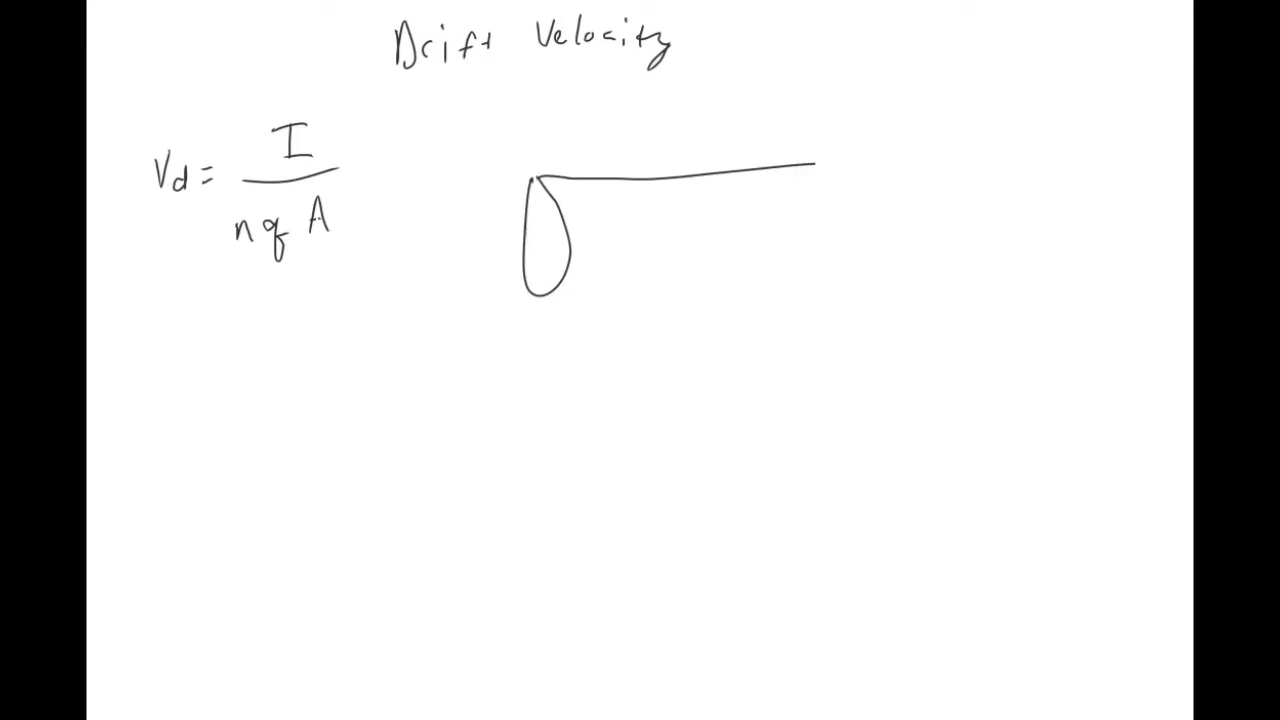 Drift Velocity
Vd = I / nqA